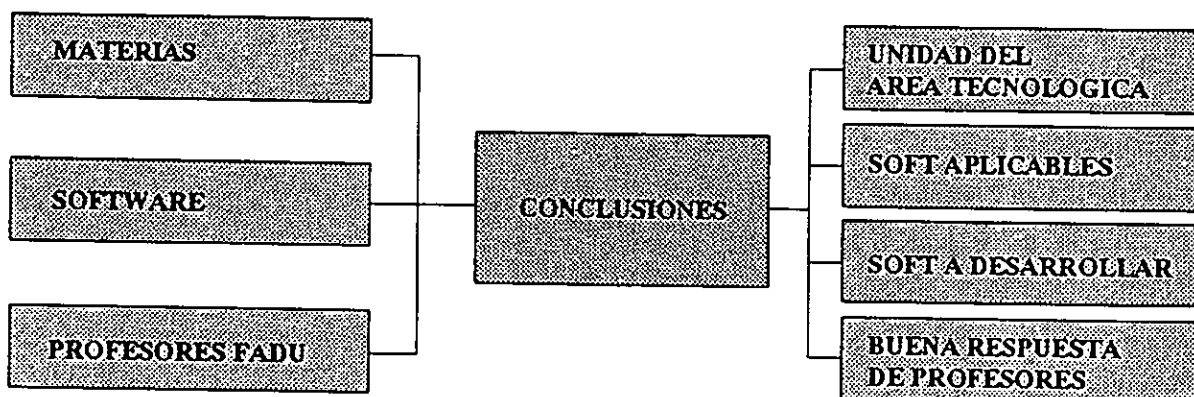 MATERIAS
SOFTWARE
PROFESORES FADU
CONCLUSIONES
UNIDAD DEL
AREA TECNOLOGICA
SOFT APLICABLES
SOFT A DESARROLLAR
BUENA RESPUESTA
DE PROFESORES